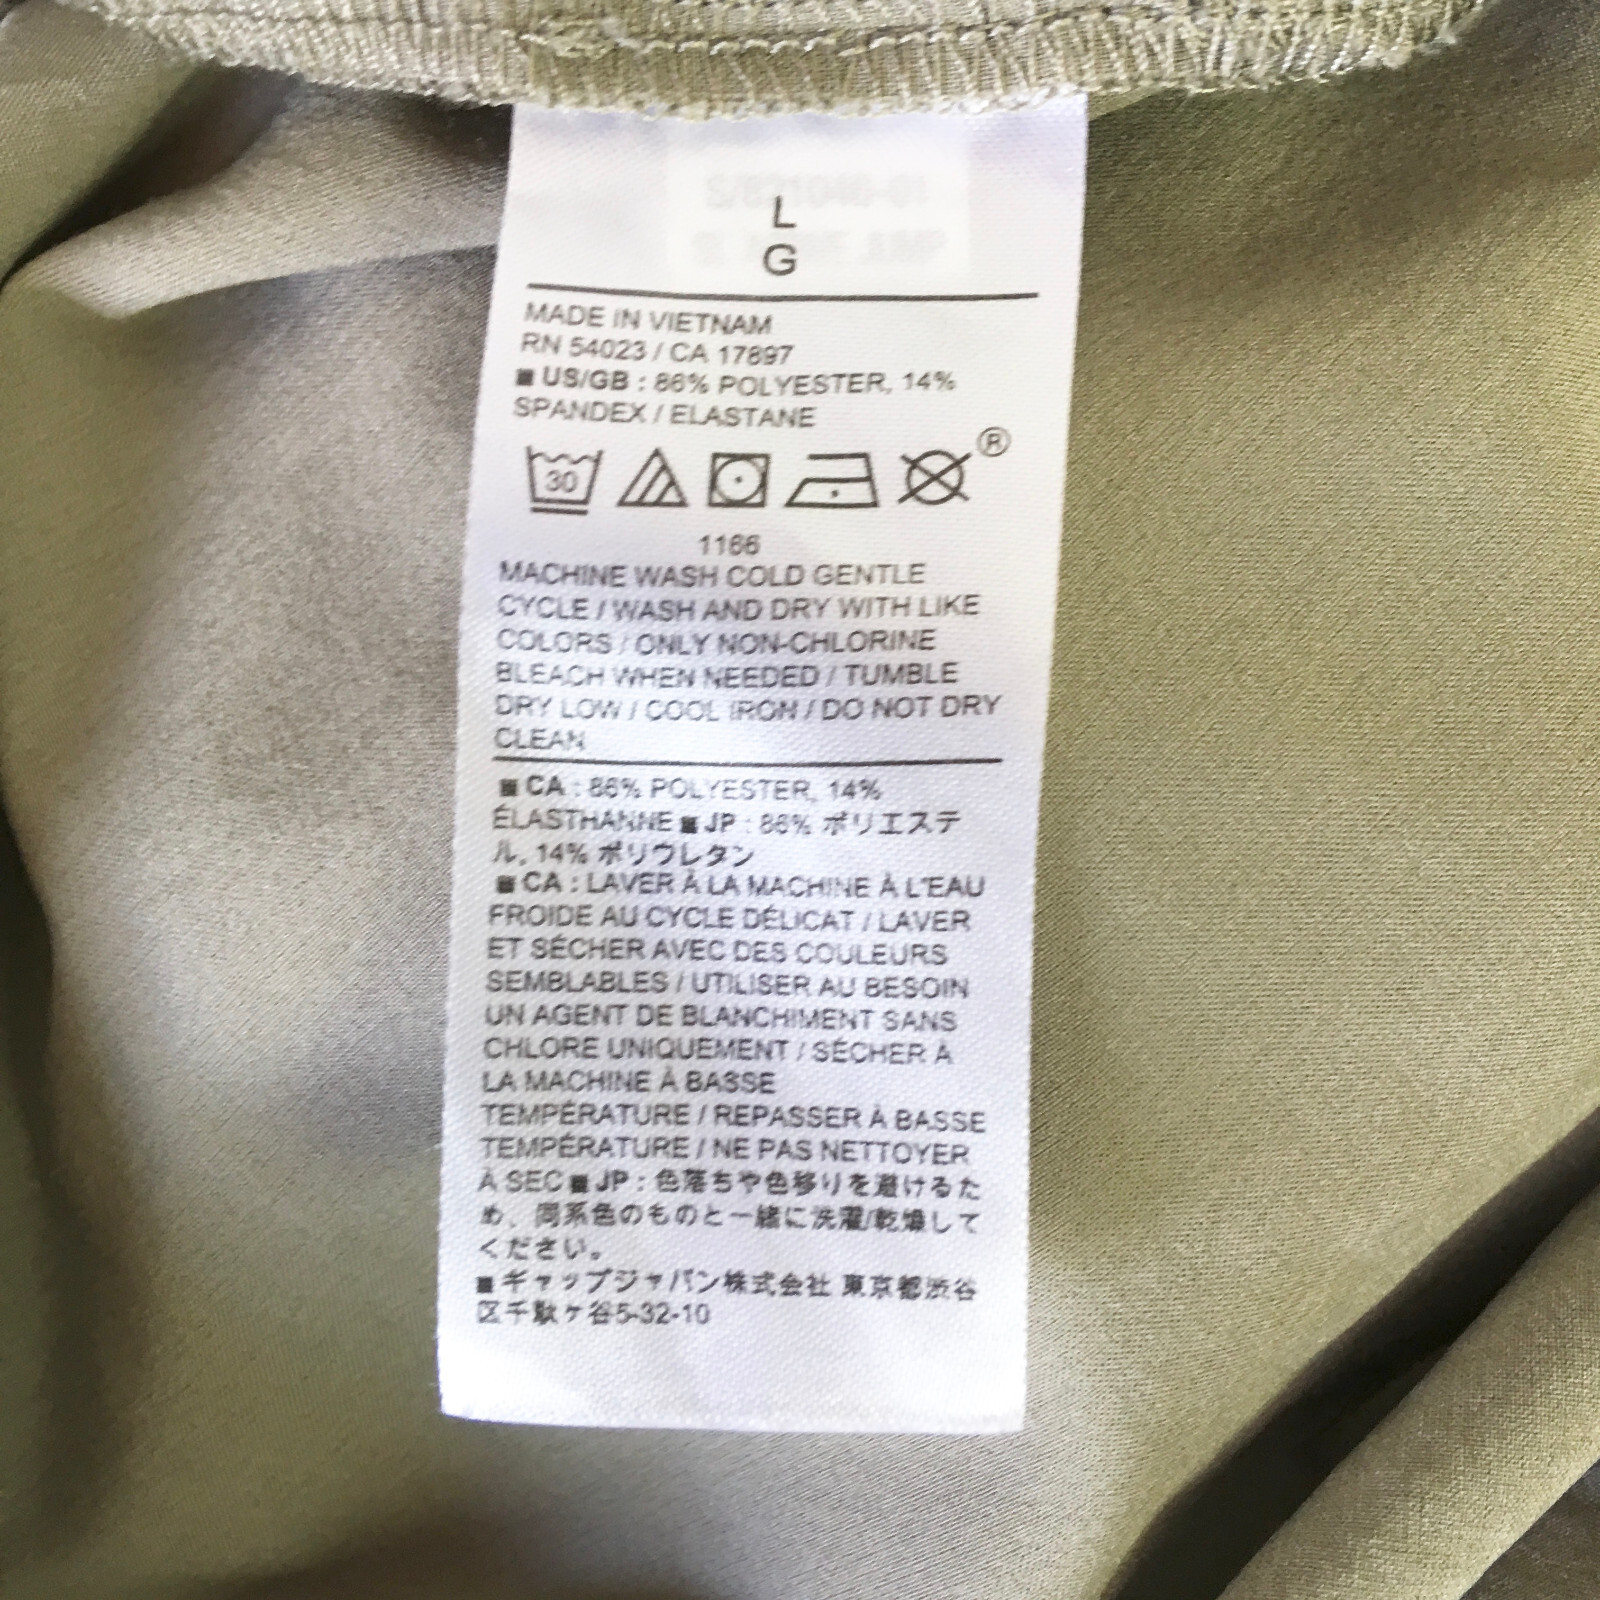 L
G
MADE IN VIETNAM
RN 54023 / CA 17897
■ US/GB : 86% POLYESTER, 14%
SPANDEX / ELASTANE
30
®
1166
MACHINE WASH COLD GENTLE
CYCLE / WASH AND DRY WITH LIKE
COLORS / ONLY NON-CHLORINE
BLEACH WHEN NEEDED / TUMBLE
DRY LOW / COOL IRON / DO NOT DRY
CLEAN
■ CA : 86% POLYESTER, 14%
ÉLASTHANNE ■ JP : 86% ポリエステ
ル, 14% ポリウレタン
■ CA : LAVER À LA MACHINE À L'EAU
FROIDE AU CYCLE DÉLICAT / LAVER
ET SÉCHER AVEC DES COULEURS
SEMBLABLES / UTILISER AU BESOIN
UN AGENT DE BLANCHIMENT SANS
CHLORE UNIQUEMENT / SÉCHER À
LA MACHINE À BASSE
TEMPÉRATURE / REPASSER À BASSE
TEMPÉRATURE / NE PAS NETTOYER
À SEC ■ JP : 色落ちや色移りを避けるた
め、同系色のものと一緒に洗濯/乾燥して
ください。
■ ギャップジャパン株式会社 東京都渋谷
区千駄ヶ谷5-32-10